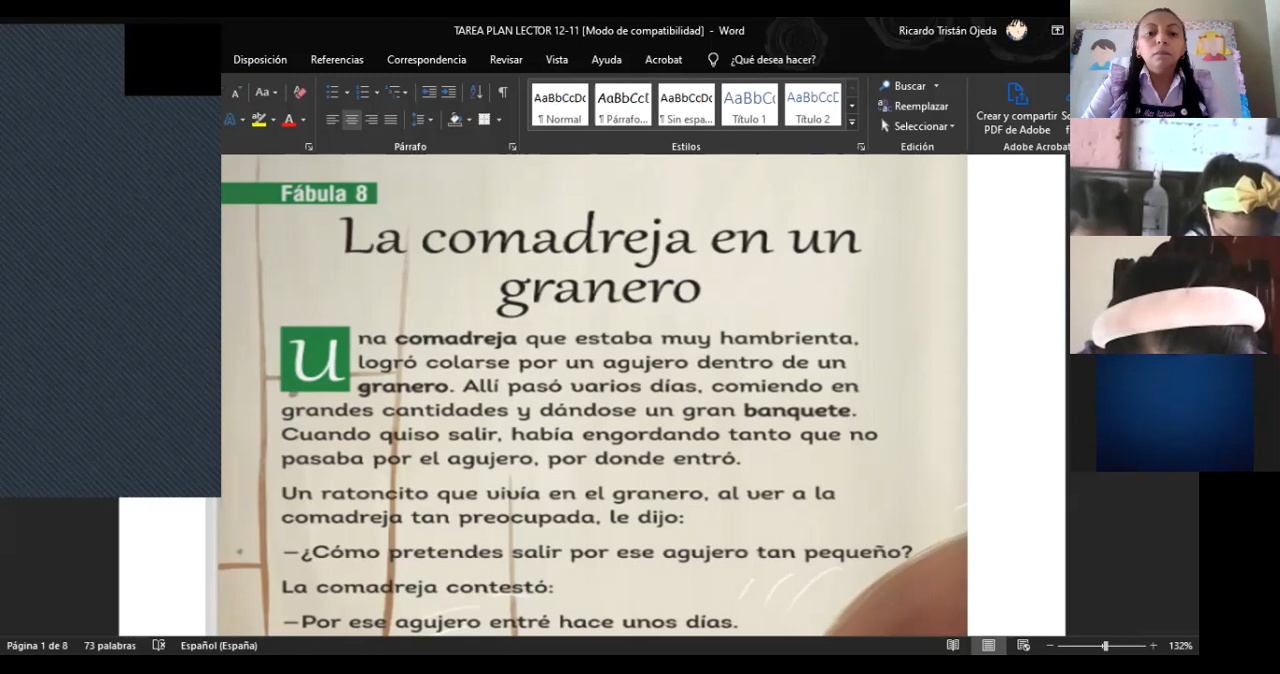 TAREA PLAN LECTOR 12-11 [Modo de compatibilidad] - Word
Ricardo Tristán Ojeda
Disposición Referencias Correspondencia Revisar Vista Ayuda Acrobat ¿Qué desea hacer?
AaBbCcDc AaBbCcL AaBbCcDc AaBbCc AaBbCcD
¶ Normal ¶ Párrafo... ¶ Sin espa... Título 1 Título 2
Buscar
Reemplazar
Seleccionar
Crear y compartir
PDF de Adobe
Párrafo Estilos Edición Adobe Acrobat
Fábula 8
La comadreja en un
granero
Una comadreja que estaba muy hambrienta,
logró colarse por un agujero dentro de un
granero. Allí pasó varios días, comiendo en
grandes cantidades y dándose un gran banquete.
Cuando quiso salir, había engordando tanto que no
pasaba por el agujero, por donde entró.
Un ratoncito que vivía en el granero, al ver a la
comadreja tan preocupada, le dijo:
—¿Cómo pretendes salir por ese agujero tan pequeño?
La comadreja contestó:
—Por ese agujero entré hace unos días.
Página 1 de 8 73 palabras Español (España) 132%